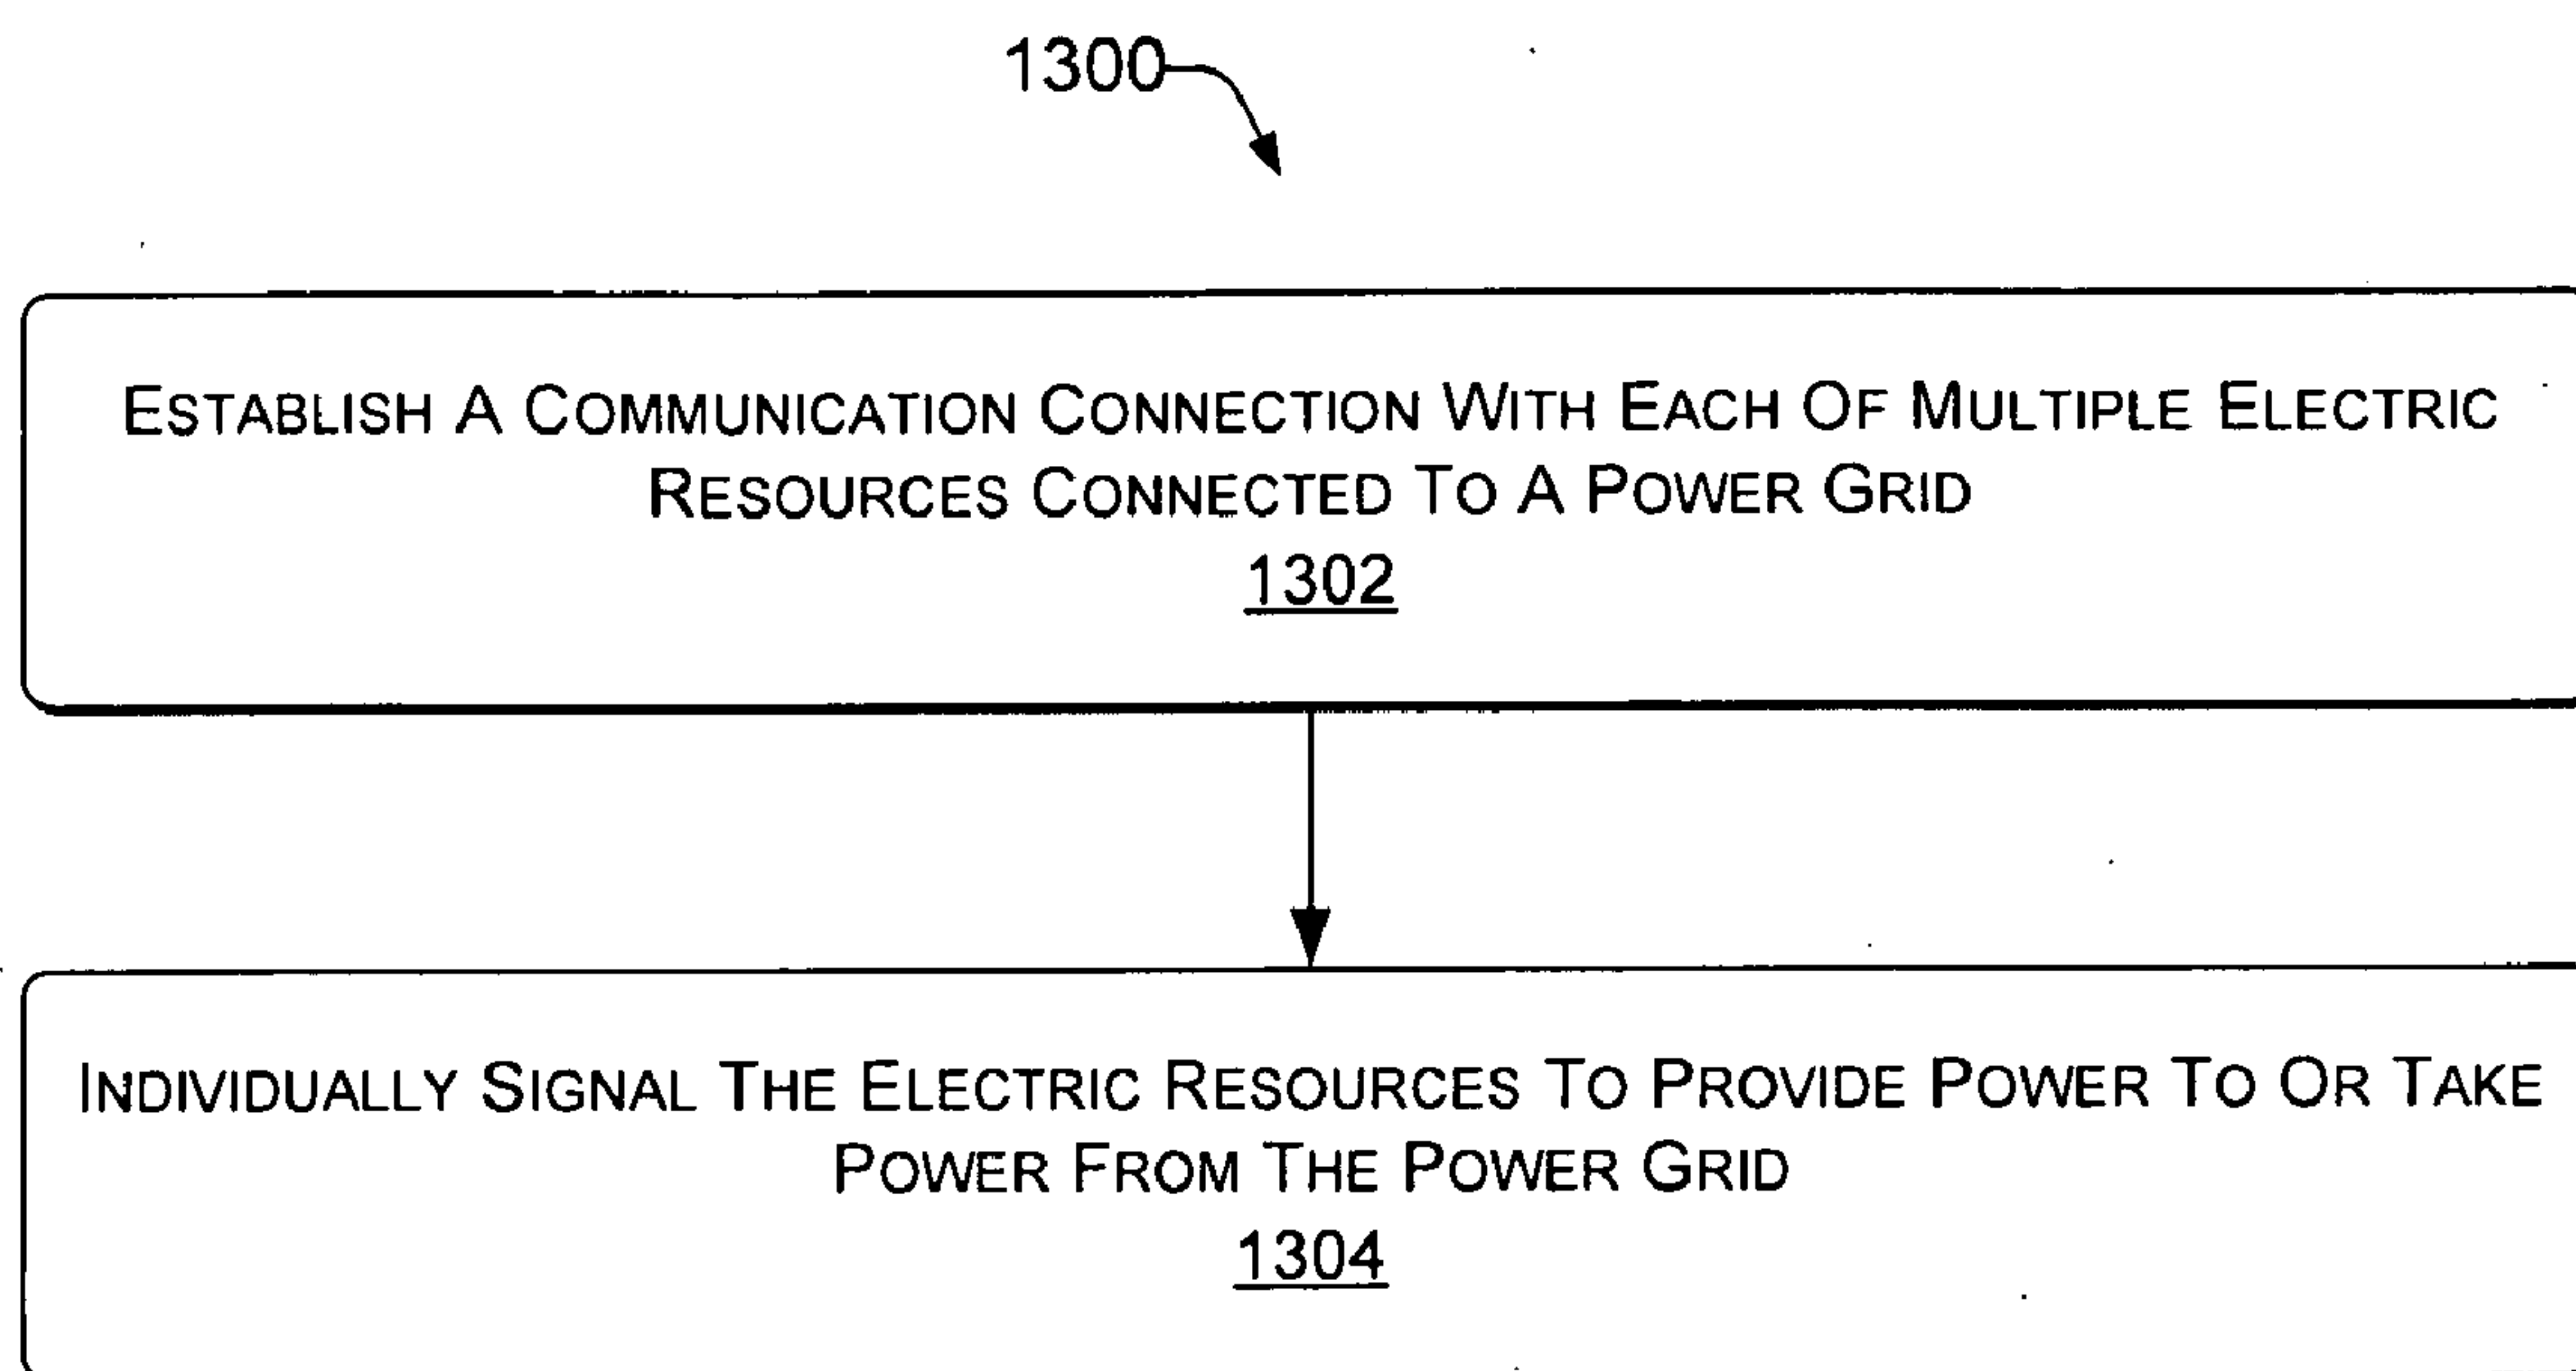 1300
ESTABLISH A COMMUNICATION CONNECTION WITH EACH OF MULTIPLE ELECTRIC
RESOURCES CONNECTED TO A POWER GRID
1302
INDIVIDUALLY SIGNAL THE ELECTRIC RESOURCES TO PROVIDE POWER TO OR TAKE
POWER FROM THE POWER GRID
1304